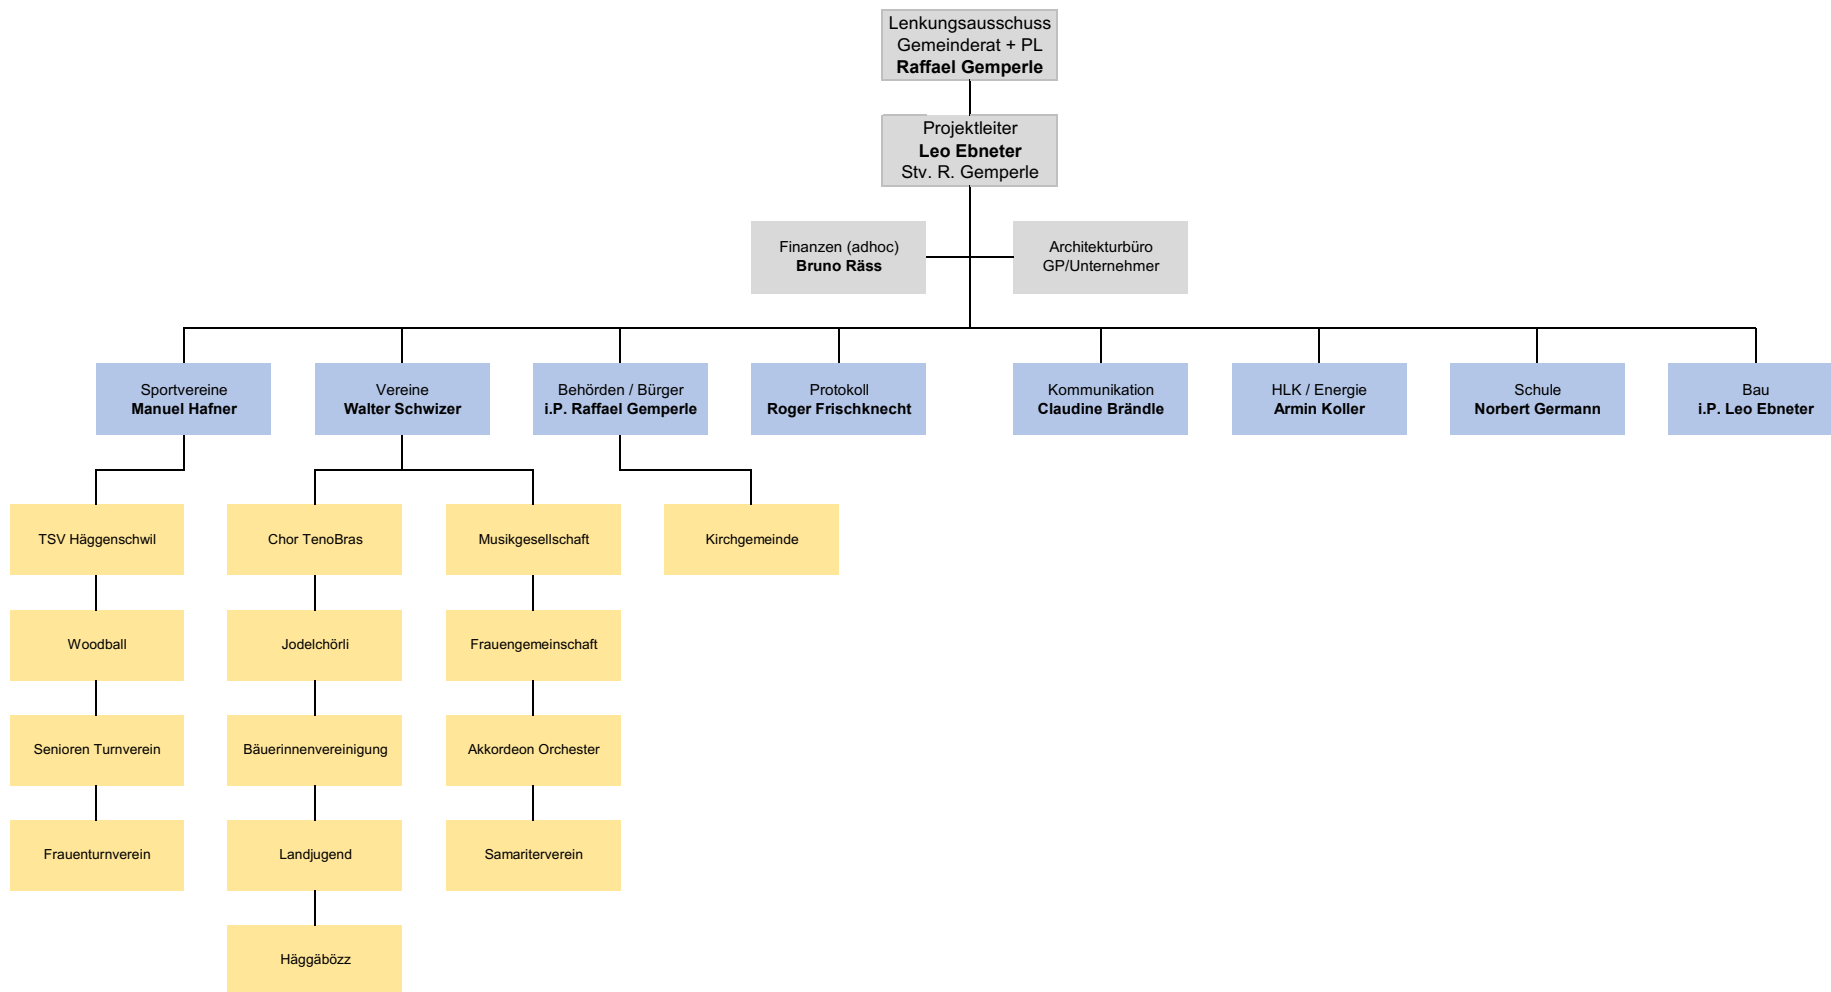 Lenkungsausschuss
Gemeinderat + PL
Raffael Gemperle
Projektleiter
Leo Ebneter
Stv. R. Gemperle
Finanzen (adhoc)
Bruno Räss
Architekturbüro
GP/Unternehmer
Sportvereine
Manuel Hafner
Vereine
Walter Schwizer
Behörden / Bürger
i.P. Raffael Gemperle
Protokoll
Roger Frischknecht
Kommunikation
Claudine Brändle
HLK / Energie
Armin Koller
Schule
Norbert Germann
Bau
i.P. Leo Ebneter
TSV Häggenschwil
Chor TenoBras
Musikgesellschaft
Kirchgemeinde
Woodball
Jodelchörli
Frauengemeinschaft
Senioren Turnverein
Bäuerinnenvereinigung
Akkordeon Orchester
Frauenturnverein
Landjugend
Samariterverein
Häggäbözz